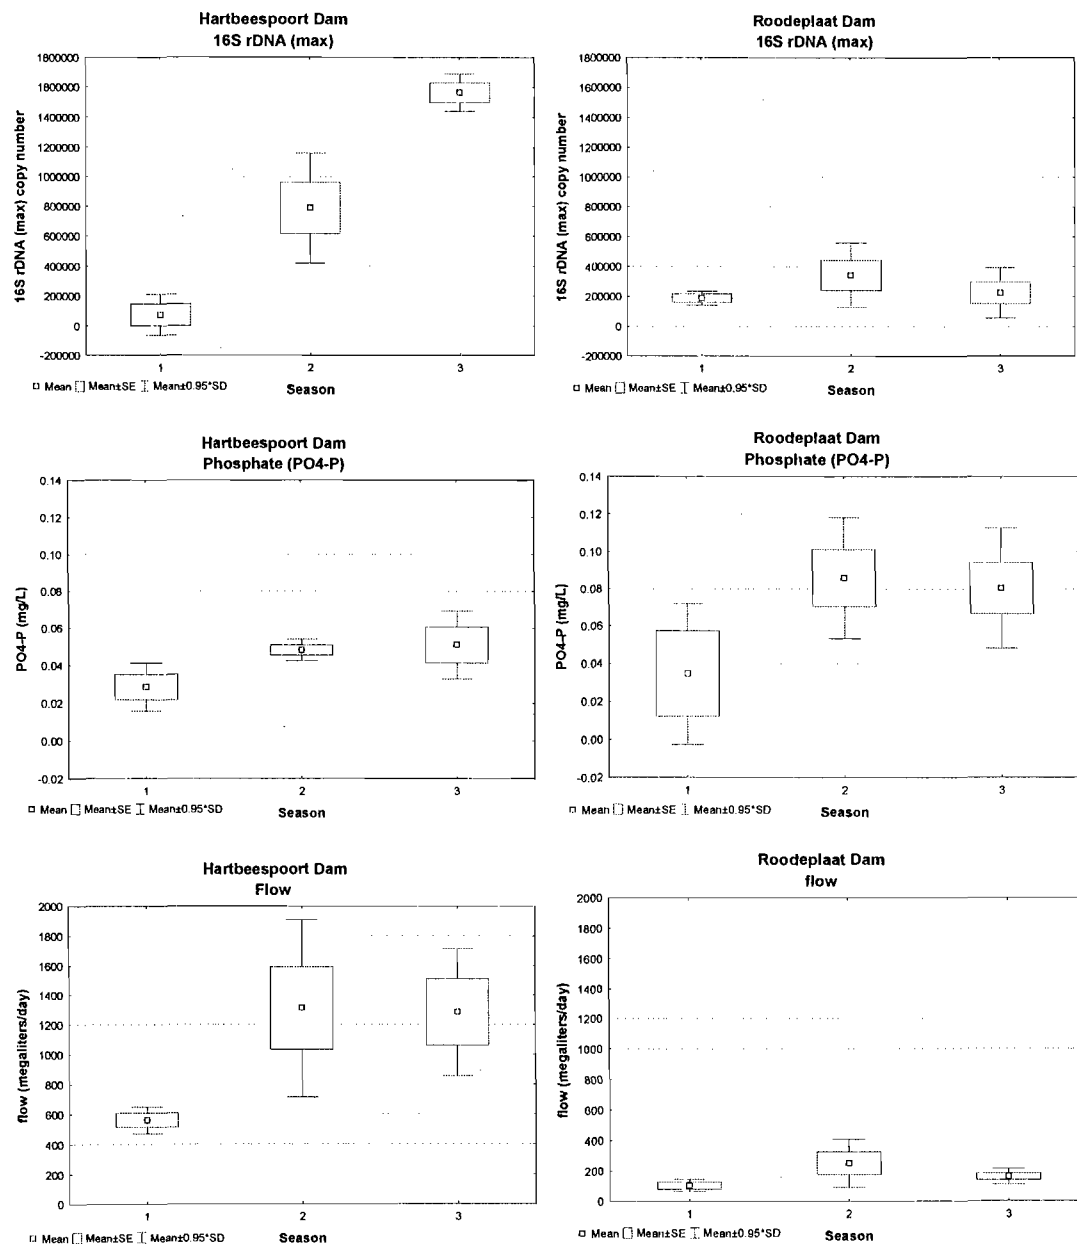 Hartbeespoort Dam
16S rDNA (max)
1800000
1600000
1400000
1200000
1000000
800000
600000
400000
200000
0
-200000
16S rDNA (max) copy number
1 2 3
Mean Mean±SE Mean±0.95*SD
Season
Roodeplaat Dam
16S rDNA (max)
1800000
1600000
1400000
1200000
1000000
800000
600000
400000
200000
0
-200000
16S rDNA (max) copy number
1 2 3
Mean Mean±SE Mean±0.95*SD
Season
Hartbeespoort Dam
Phosphate (PO4-P)
0.14
0.12
0.10
0.08
0.06
0.04
0.02
0.00
-0.02
PO4-P (mg/L)
1 2 3
Mean Mean±SE Mean±0.95*SD
Season
Roodeplaat Dam
Phosphate (PO4-P)
0.14
0.12
0.10
0.08
0.06
0.04
0.02
0.00
-0.02
PO4-P (mg/L)
1 2 3
Mean Mean±SE Mean±0.95*SD
Season
Hartbeespoort Dam
Flow
2000
1800
1600
1400
1200
1000
800
600
400
200
0
flow (megaliters/day)
1 2 3
Mean Mean±SE Mean±0.95*SD
Season
Roodeplaat Dam
flow
2000
1800
1600
1400
1200
1000
800
600
400
200
0
flow (megaliters/day)
1 2 3
Mean Mean±SE Mean±0.95*SD
Season